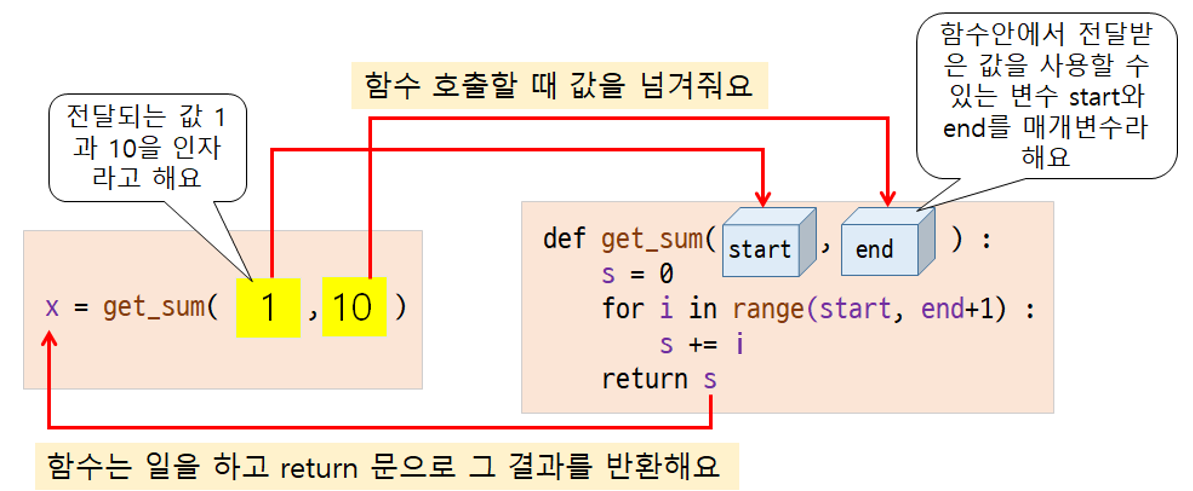 함수 호출할 때 값을 넘겨줘요
전달되는 값 1
과 10을 인자
라고 해요
함수안에서 전달받
은 값을 사용할 수
있는 변수 start와
end를 매개변수라
해요
x = get_sum( 1 , 10 )
def get_sum( start , end ) :
s = 0
for i in range(start, end+1) :
s += i
return s
함수는 일을 하고 return 문으로 그 결과를 반환해요